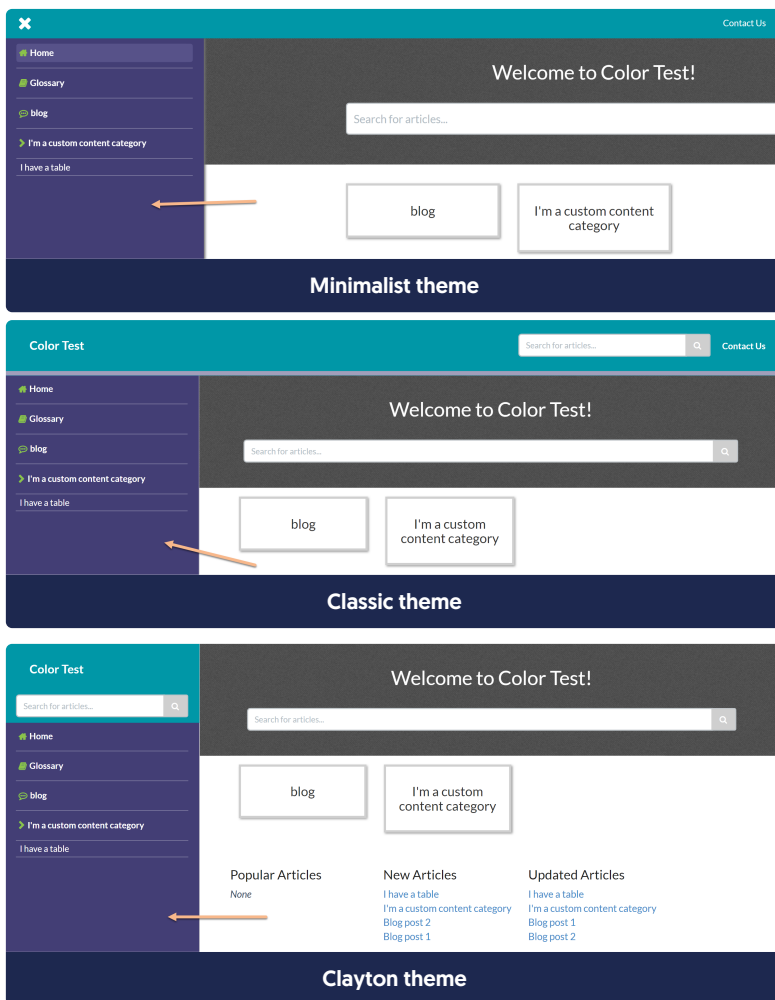 Contact Us
Home
Glossary
blog
I'm a custom content category
I have a table
Welcome to Color Test!
Search for articles...
blog
I'm a custom content
category
Minimalist theme
Color Test
Search for articles...
Contact Us
Home
Glossary
blog
I'm a custom content category
I have a table
Welcome to Color Test!
Search for articles...
blog
I'm a custom
content category
Classic theme
Color Test
Search for articles...
Home
Glossary
blog
I'm a custom content category
I have a table
Welcome to Color Test!
Search for articles...
blog
I'm a custom
content category
Popular Articles
None
New Articles
I have a table
I'm a custom content category
Blog post 2
Blog post 1
Updated Articles
I have a table
I'm a custom content category
Blog post 1
Blog post 2
Clayton theme